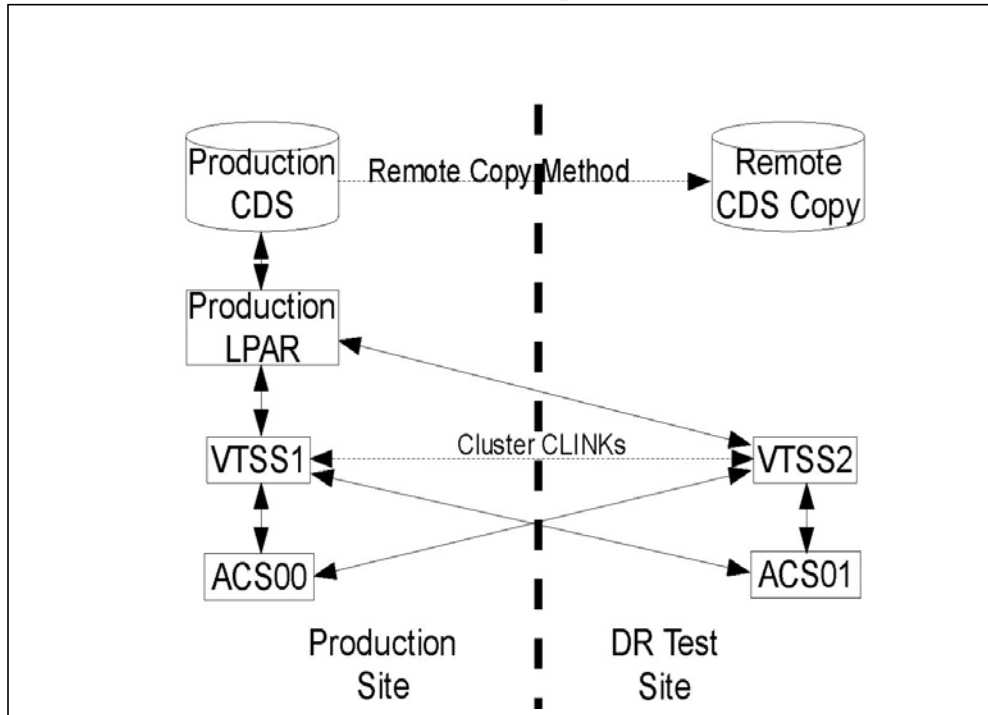 Production
CDS
Remote Copy Method
Remote
CDS Copy
Production
LPAR
Cluster CLINKs
VTSS1
VTSS2
ACS00
ACS01
Production
Site
DR Test
Site